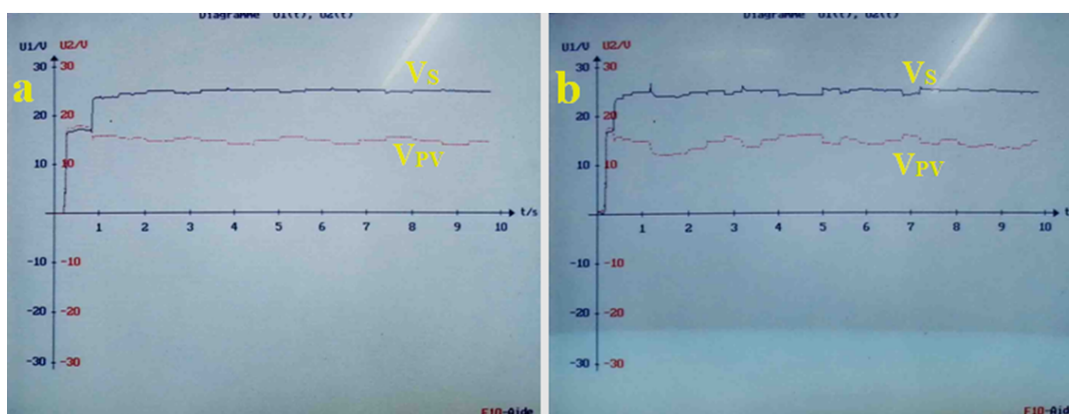 Diagramme U1(t), U2(t)
U1/V U2/V
30 30
20 20
10 10
-10 -10
-20 -20
-30 -30
1 2 3 4 5 6 7 8 9 10
t/s
a
VS
VPV
F10-Aide
Diagramme U1(t), U2(t)
U1/V U2/V
30 30
20 20
10 10
-10 -10
-20 -20
-30 -30
1 2 3 4 5 6 7 8 9 10
t
b
VS
VPV
F10-Aide